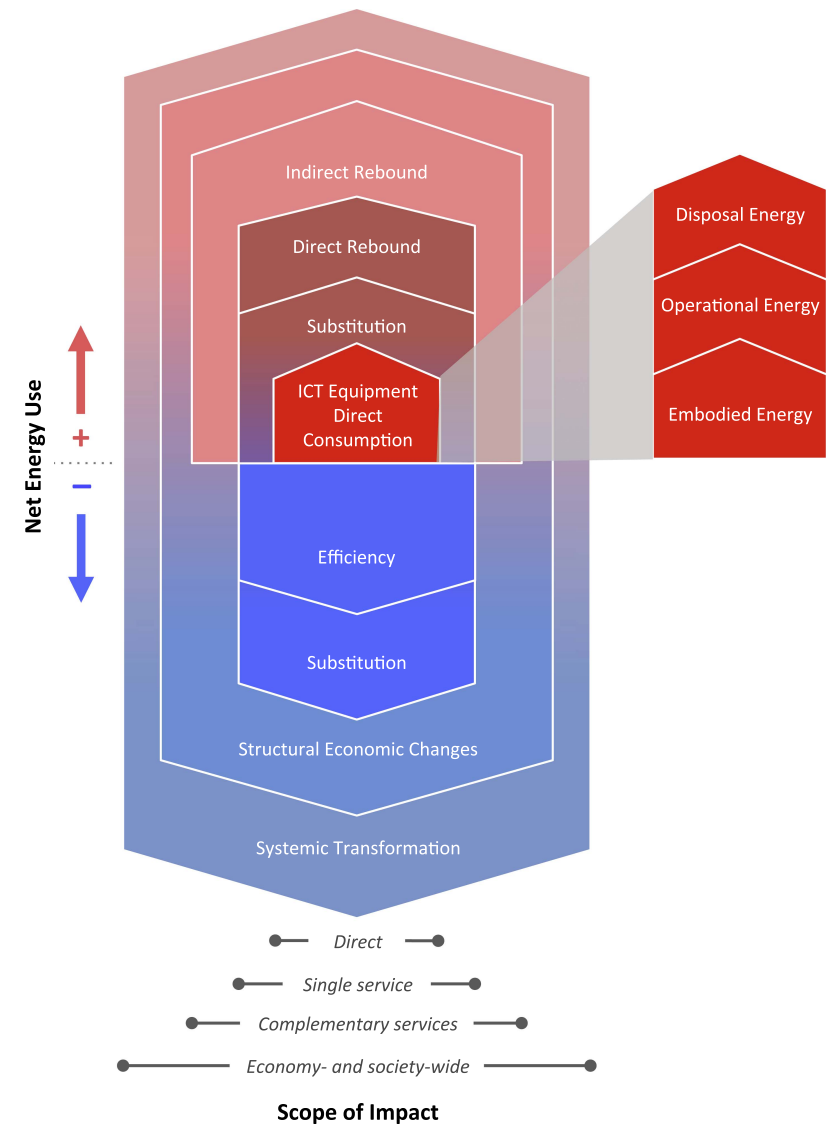 Indirect Rebound
Direct Rebound
Substitution
ICT Equipment
Direct
Consumption
Disposal Energy
Operational Energy
Embodied Energy
Net Energy Use
+
−
Efficiency
Substitution
Structural Economic Changes
Systemic Transformation
Direct
Single service
Complementary services
Economy- and society-wide
Scope of Impact